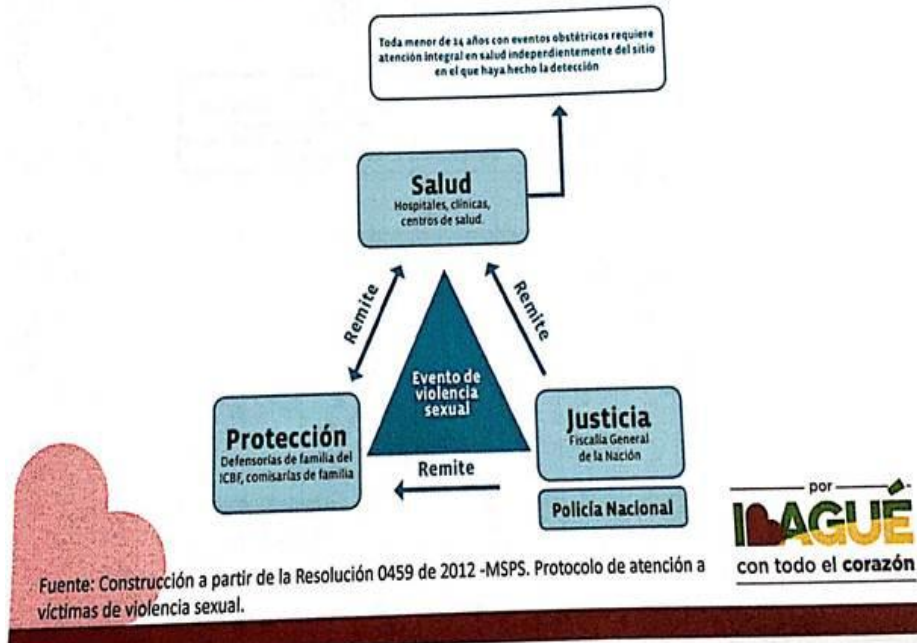 Toda menor de 14 años con eventos obstétricos requiere
atención integral en salud independientemente del sitio
en el que haya hecho la detección
Salud
Hospitales, clínicas,
centros de salud.
Remite
Remite
Evento de
violencia
sexual
Protección
Defensorías de familia del
ICBF, comisarías de familia
Remite
Justicia
Fiscalía General
de la Nación
Policía Nacional
por
IBAGUÉ
con todo el corazón
Fuente: Construcción a partir de la Resolución 0459 de 2012 -MSPS. Protocolo de atención a
víctimas de violencia sexual.